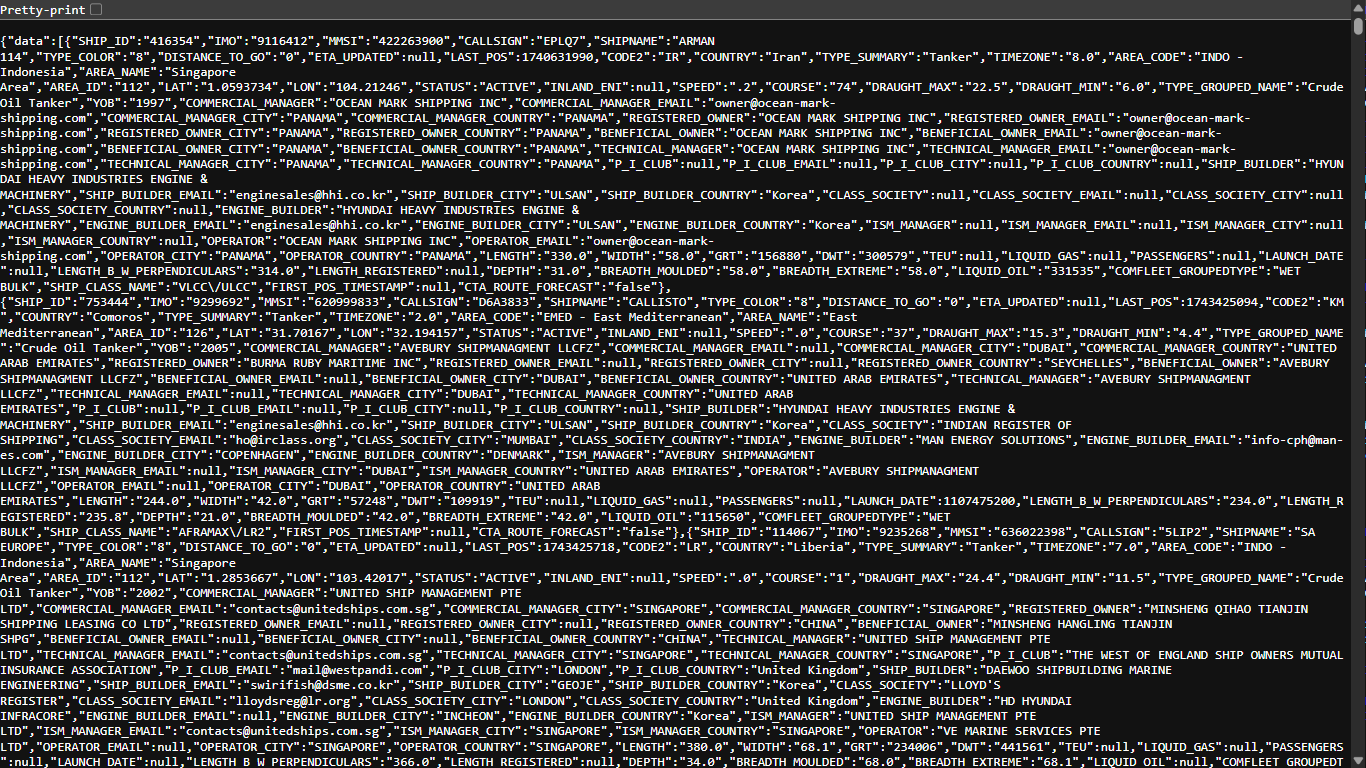 Pretty-print
{"data":[{"SHIP_ID":"416354","IMO":"9116412","MMSI":"422263900","CALLSIGN":"EPLQ7","SHIPNAME":"ARMAN
114","TYPE_COLOR":"8","DISTANCE_TO_GO":"0","ETA_UPDATED":null,"LAST_POS":1740631990,"CODE2":"IR","COUNTRY":"Iran","TYPE_SUMMARY":"Tanker","TIMEZONE":"8.0","AREA_CODE":"INDO -
Indonesia","AREA_NAME":"Singapore
Area","AREA_ID":"112","LAT":"1.0593734","LON":"104.21246","STATUS":"ACTIVE","INLAND_ENI":null,"SPEED":".2","COURSE":"74","DRAUGHT_MAX":"22.5","DRAUGHT_MIN":"6.0","TYPE_GROUPED_NAME":"Crude
Oil Tanker","YOB":"1997","COMMERCIAL_MANAGER":"OCEAN MARK SHIPPING INC","COMMERCIAL_MANAGER_EMAIL":"owner@ocean-mark-
shipping.com","COMMERCIAL_MANAGER_CITY":"PANAMA","COMMERCIAL_MANAGER_COUNTRY":"PANAMA","REGISTERED_OWNER":"OCEAN MARK SHIPPING INC","REGISTERED_OWNER_EMAIL":"owner@ocean-mark-
shipping.com","REGISTERED_OWNER_CITY":"PANAMA","REGISTERED_OWNER_COUNTRY":"PANAMA","BENEFICIAL_OWNER":"OCEAN MARK SHIPPING INC","BENEFICIAL_OWNER_EMAIL":"owner@ocean-mark-
shipping.com","BENEFICIAL_OWNER_CITY":"PANAMA","BENEFICIAL_OWNER_COUNTRY":"PANAMA","TECHNICAL_MANAGER":"OCEAN MARK SHIPPING INC","TECHNICAL_MANAGER_EMAIL":"owner@ocean-mark-
shipping.com","TECHNICAL_MANAGER_CITY":"PANAMA","TECHNICAL_MANAGER_COUNTRY":"PANAMA","P_I_CLUB":null,"P_I_CLUB_EMAIL":null,"P_I_CLUB_CITY":null,"P_I_CLUB_COUNTRY":null,"SHIP_BUILDER":"HYUN
DAI HEAVY INDUSTRIES ENGINE &
MACHINERY","SHIP_BUILDER_EMAIL":"enginesales@hhi.co.kr","SHIP_BUILDER_CITY":"ULSAN","SHIP_BUILDER_COUNTRY":"Korea","CLASS_SOCIETY":null,"CLASS_SOCIETY_EMAIL":null,"CLASS_SOCIETY_CITY":null
,"CLASS_SOCIETY_COUNTRY":null,"ENGINE_BUILDER":"HYUNDAI HEAVY INDUSTRIES ENGINE &
MACHINERY","ENGINE_BUILDER_EMAIL":"enginesales@hhi.co.kr","ENGINE_BUILDER_CITY":"ULSAN","ENGINE_BUILDER_COUNTRY":"Korea","ISM_MANAGER":null,"ISM_MANAGER_EMAIL":null,"ISM_MANAGER_CITY":null
,"ISM_MANAGER_COUNTRY":null,"OPERATOR":"OCEAN MARK SHIPPING INC","OPERATOR_EMAIL":"owner@ocean-mark-
shipping.com","OPERATOR_CITY":"PANAMA","OPERATOR_COUNTRY":"PANAMA","LENGTH":"330.0","WIDTH":"58.0","GRT":"156880","DWT":"300579","TEU":null,"LIQUID_GAS":null,"PASSENGERS":null,"LAUNCH_DATE
":null,"LENGTH_B_W_PERPENDICULARS":"314.0","LENGTH_REGISTERED":null,"DEPTH":"31.0","BREADTH_MOULDED":"58.0","BREADTH_EXTREME":"58.0","LIQUID_OIL":"331535","COMFLEET_GROUPEDTYPE":"WET
BULK","SHIP_CLASS_NAME":"VLCC\/ULCC","FIRST_POS_TIMESTAMP":null,"CTA_ROUTE_FORECAST":"false"},
{"SHIP_ID":"753444","IMO":"9299692","MMSI":"620999833","CALLSIGN":"D6A3833","SHIPNAME":"CALLISTO","TYPE_COLOR":"8","DISTANCE_TO_GO":"0","ETA_UPDATED":null,"LAST_POS":1743425094,"CODE2":"KM"
,"COUNTRY":"Comoros","TYPE_SUMMARY":"Tanker","TIMEZONE":"2.0","AREA_CODE":"EMED - East Mediterranean","AREA_NAME":"East
Mediterranean","AREA_ID":"126","LAT":"31.70167","LON":"32.194157","STATUS":"ACTIVE","INLAND_ENI":null,"SPEED":".0","COURSE":"37","DRAUGHT_MAX":"15.3","DRAUGHT_MIN":"4.4","TYPE_GROUPED_NAME
":"Crude Oil Tanker","YOB":"2005","COMMERCIAL_MANAGER":"AVEBURY SHIPMANAGMENT LLCFZ","COMMERCIAL_MANAGER_EMAIL":null,"COMMERCIAL_MANAGER_CITY":"DUBAI","COMMERCIAL_MANAGER_COUNTRY":"UNITED
ARAB EMIRATES","REGISTERED_OWNER":"BURMA RUBY MARITIME INC","REGISTERED_OWNER_EMAIL":null,"REGISTERED_OWNER_CITY":null,"REGISTERED_OWNER_COUNTRY":"SEYCHELLES","BENEFICIAL_OWNER":"AVEBURY
SHIPMANAGMENT LLCFZ","BENEFICIAL_OWNER_EMAIL":null,"BENEFICIAL_OWNER_CITY":"DUBAI","BENEFICIAL_OWNER_COUNTRY":"UNITED ARAB EMIRATES","TECHNICAL_MANAGER":"AVEBURY SHIPMANAGMENT
LLCFZ","TECHNICAL_MANAGER_EMAIL":null,"TECHNICAL_MANAGER_CITY":"DUBAI","TECHNICAL_MANAGER_COUNTRY":"UNITED ARAB
EMIRATES","P_I_CLUB":null,"P_I_CLUB_EMAIL":null,"P_I_CLUB_CITY":null,"P_I_CLUB_COUNTRY":null,"SHIP_BUILDER":"HYUNDAI HEAVY INDUSTRIES ENGINE &
MACHINERY","SHIP_BUILDER_EMAIL":"enginesales@hhi.co.kr","SHIP_BUILDER_CITY":"ULSAN","SHIP_BUILDER_COUNTRY":"Korea","CLASS_SOCIETY":"INDIAN REGISTER OF
SHIPPING","CLASS_SOCIETY_EMAIL":"ho@irclass.org","CLASS_SOCIETY_CITY":"MUMBAI","CLASS_SOCIETY_COUNTRY":"INDIA","ENGINE_BUILDER":"MAN ENERGY SOLUTIONS","ENGINE_BUILDER_EMAIL":"info-cph@man-
es.com","ENGINE_BUILDER_CITY":"COPENHAGEN","ENGINE_BUILDER_COUNTRY":"DENMARK","ISM_MANAGER":"AVEBURY SHIPMANAGMENT
LLCFZ","ISM_MANAGER_EMAIL":null,"ISM_MANAGER_CITY":"DUBAI","ISM_MANAGER_COUNTRY":"UNITED ARAB EMIRATES","OPERATOR":"AVEBURY SHIPMANAGMENT
LLCFZ","OPERATOR_EMAIL":null,"OPERATOR_CITY":"DUBAI","OPERATOR_COUNTRY":"UNITED ARAB
EMIRATES","LENGTH":"244.0","WIDTH":"42.0","GRT":"57248","DWT":"109919","TEU":null,"LIQUID_GAS":null,"PASSENGERS":null,"LAUNCH_DATE":1107475200,"LENGTH_B_W_PERPENDICULARS":"234.0","LENGTH_R
EGISTERED":"235.8","DEPTH":"21.0","BREADTH_MOULDED":"42.0","BREADTH_EXTREME":"42.0","LIQUID_OIL":"115650","COMFLEET_GROUPEDTYPE":"WET
BULK","SHIP_CLASS_NAME":"AFRAMAX\/LR2","FIRST_POS_TIMESTAMP":null,"CTA_ROUTE_FORECAST":"false"},{"SHIP_ID":"114067","IMO":"9235268","MMSI":"636022398","CALLSIGN":"5LIP2","SHIPNAME":"SA
EUROPE","TYPE_COLOR":"8","DISTANCE_TO_GO":"0","ETA_UPDATED":null,"LAST_POS":1743425718,"CODE2":"LR","COUNTRY":"Liberia","TYPE_SUMMARY":"Tanker","TIMEZONE":"7.0","AREA_CODE":"INDO -
Indonesia","AREA_NAME":"Singapore
Area","AREA_ID":"112","LAT":"1.2853667","LON":"103.42017","STATUS":"ACTIVE","INLAND_ENI":null,"SPEED":".0","COURSE":"1","DRAUGHT_MAX":"24.4","DRAUGHT_MIN":"11.5","TYPE_GROUPED_NAME":"Crude
Oil Tanker","YOB":"2002","COMMERCIAL_MANAGER":"UNITED SHIP MANAGEMENT PTE
LTD","COMMERCIAL_MANAGER_EMAIL":"contacts@unitedships.com.sg","COMMERCIAL_MANAGER_CITY":"SINGAPORE","COMMERCIAL_MANAGER_COUNTRY":"SINGAPORE","REGISTERED_OWNER":"MINSHENG QIHAO TIANJIN
SHIPPING LEASING CO LTD","REGISTERED_OWNER_EMAIL":null,"REGISTERED_OWNER_CITY":null,"REGISTERED_OWNER_COUNTRY":"CHINA","BENEFICIAL_OWNER":"MINSHENG HANGLING TIANJIN
SHPG","BENEFICIAL_OWNER_EMAIL":null,"BENEFICIAL_OWNER_CITY":null,"BENEFICIAL_OWNER_COUNTRY":"CHINA","TECHNICAL_MANAGER":"UNITED SHIP MANAGEMENT PTE
LTD","TECHNICAL_MANAGER_EMAIL":"contacts@unitedships.com.sg","TECHNICAL_MANAGER_CITY":"SINGAPORE","TECHNICAL_MANAGER_COUNTRY":"SINGAPORE","P_I_CLUB":"THE WEST OF ENGLAND SHIP OWNERS MUTUAL
INSURANCE ASSOCIATION","P_I_CLUB_EMAIL":"mail@westpandi.com","P_I_CLUB_CITY":"LONDON","P_I_CLUB_COUNTRY":"United Kingdom","SHIP_BUILDER":"DAEWOO SHIPBUILDING MARINE
ENGINEERING","SHIP_BUILDER_EMAIL":"swirifish@dsme.co.kr","SHIP_BUILDER_CITY":"GEOJE","SHIP_BUILDER_COUNTRY":"Korea","CLASS_SOCIETY":"LLOYD'S
REGISTER","CLASS_SOCIETY_EMAIL":"lloydsreg@lr.org","CLASS_SOCIETY_CITY":"LONDON","CLASS_SOCIETY_COUNTRY":"United Kingdom","ENGINE_BUILDER":"HD HYUNDAI
INFRACORE","ENGINE_BUILDER_EMAIL":null,"ENGINE_BUILDER_CITY":"INCHEON","ENGINE_BUILDER_COUNTRY":"Korea","ISM_MANAGER":"UNITED SHIP MANAGEMENT PTE
LTD","ISM_MANAGER_EMAIL":"contacts@unitedships.com.sg","ISM_MANAGER_CITY":"SINGAPORE","ISM_MANAGER_COUNTRY":"SINGAPORE","OPERATOR":"VE MARINE SERVICES PTE
LTD","OPERATOR_EMAIL":null,"OPERATOR_CITY":"SINGAPORE","OPERATOR_COUNTRY":"SINGAPORE","LENGTH":"380.0","WIDTH":"68.1","GRT":"234006","DWT":"441561","TEU":null,"LIQUID_GAS":null,"PASSENGERS
":null,"LAUNCH_DATE":null,"LENGTH_B_W_PERPENDICULARS":"366.0","LENGTH_REGISTERED":null,"DEPTH":"34.0","BREADTH_MOULDED":"68.0","BREADTH_EXTREME":"68.1","LIQUID_OIL":null,"COMFLEET_GROUPEDT